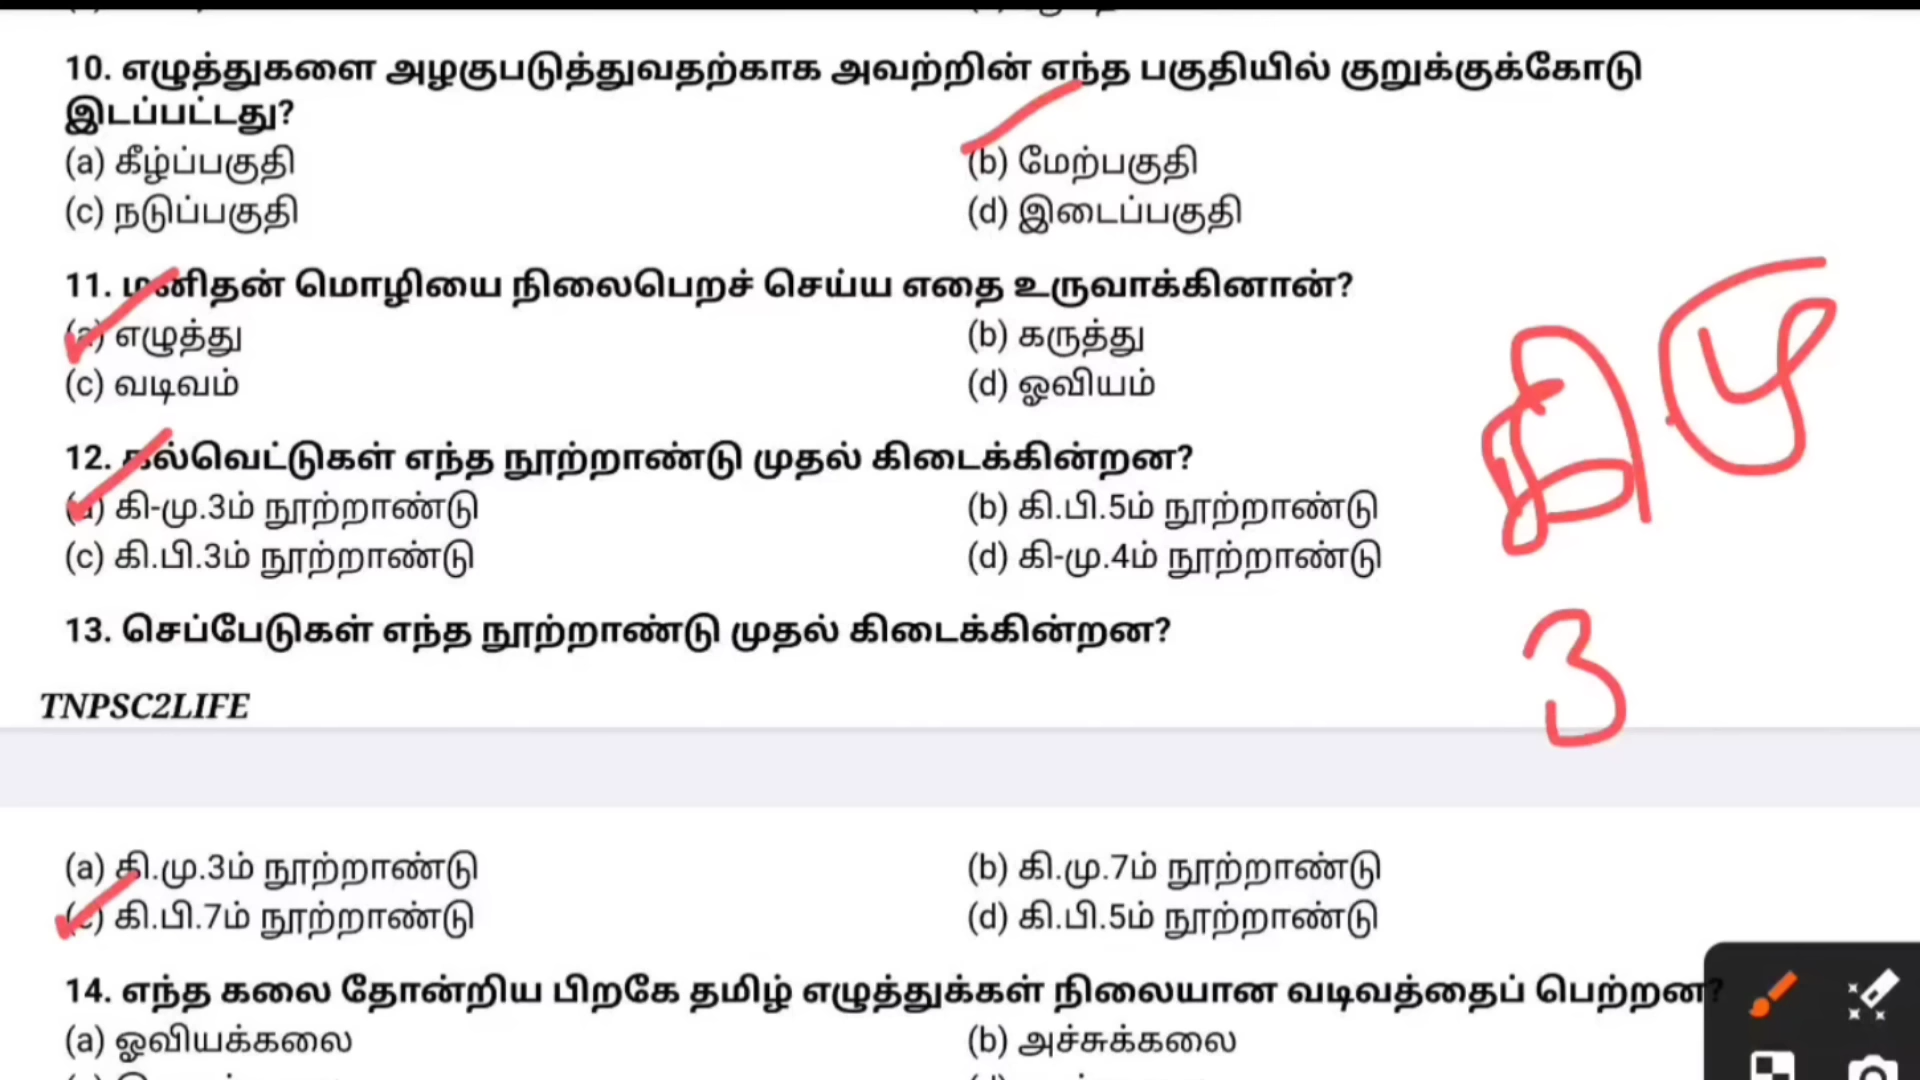 10. எழுத்துகளை அழகுபடுத்துவதற்காக அவற்றின் எந்த பகுதியில் குறுக்குக்கோடு
இடப்பட்டது?
(a) கீழ்ப்பகுதி (b) மேற்பகுதி
(c) நடுப்பகுதி (d) இடைப்பகுதி
11. மனிதன் மொழியை நிலைபெறச் செய்ய எதை உருவாக்கினான்?
(a) எழுத்து (b) கருத்து
(c) வடிவம் (d) ஓவியம்
12. கல்வெட்டுகள் எந்த நூற்றாண்டு முதல் கிடைக்கின்றன?
(a) கி-மு.3ம் நூற்றாண்டு (b) கி.பி.5ம் நூற்றாண்டு
(c) கி.பி.3ம் நூற்றாண்டு (d) கி-மு.4ம் நூற்றாண்டு
கி மு
3
13. செப்பேடுகள் எந்த நூற்றாண்டு முதல் கிடைக்கின்றன?
TNPSC2LIFE
(a) கி.மு.3ம் நூற்றாண்டு (b) கி.மு.7ம் நூற்றாண்டு
(c) கி.பி.7ம் நூற்றாண்டு (d) கி.பி.5ம் நூற்றாண்டு
14. எந்த கலை தோன்றிய பிறகே தமிழ் எழுத்துக்கள் நிலையான வடிவத்தைப் பெற்றன?
(a) ஓவியக்கலை (b) அச்சுக்கலை